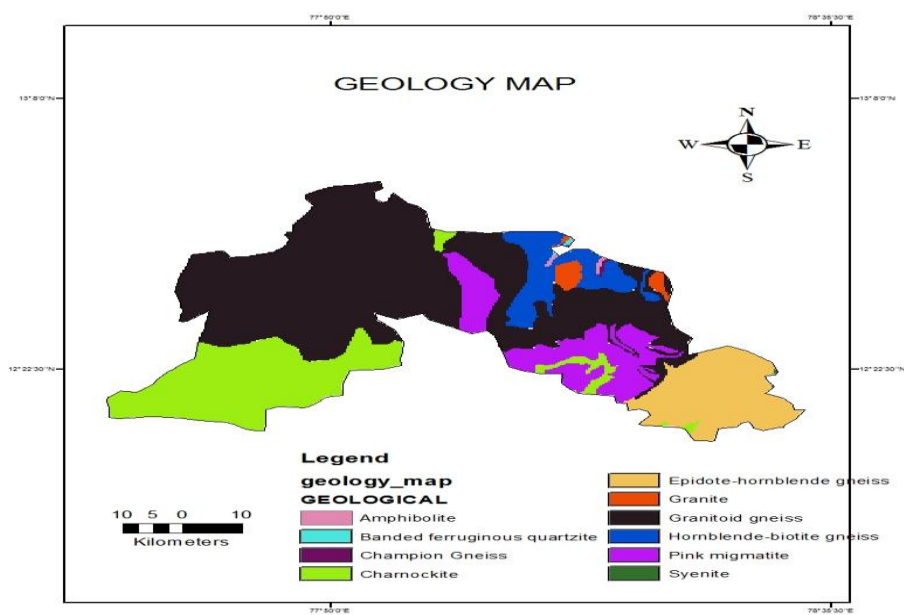 77°50'0"E
78°35'30"E
GEOLOGY MAP
13°8'0"N
13°8'0"N
N
W
E
S
12°22'30"N
12°22'30"N
Legend
geology_map
GEOLOGICAL
Amphibolite
Banded ferruginous quartzite
Champion Gneiss
Charnockite
Epidote-hornblende gneiss
Granite
Granitoid gneiss
Hornblende-biotite gneiss
Pink migmatite
Syenite
10 5 0 10
Kilometers
77°50'0"E
78°35'30"E